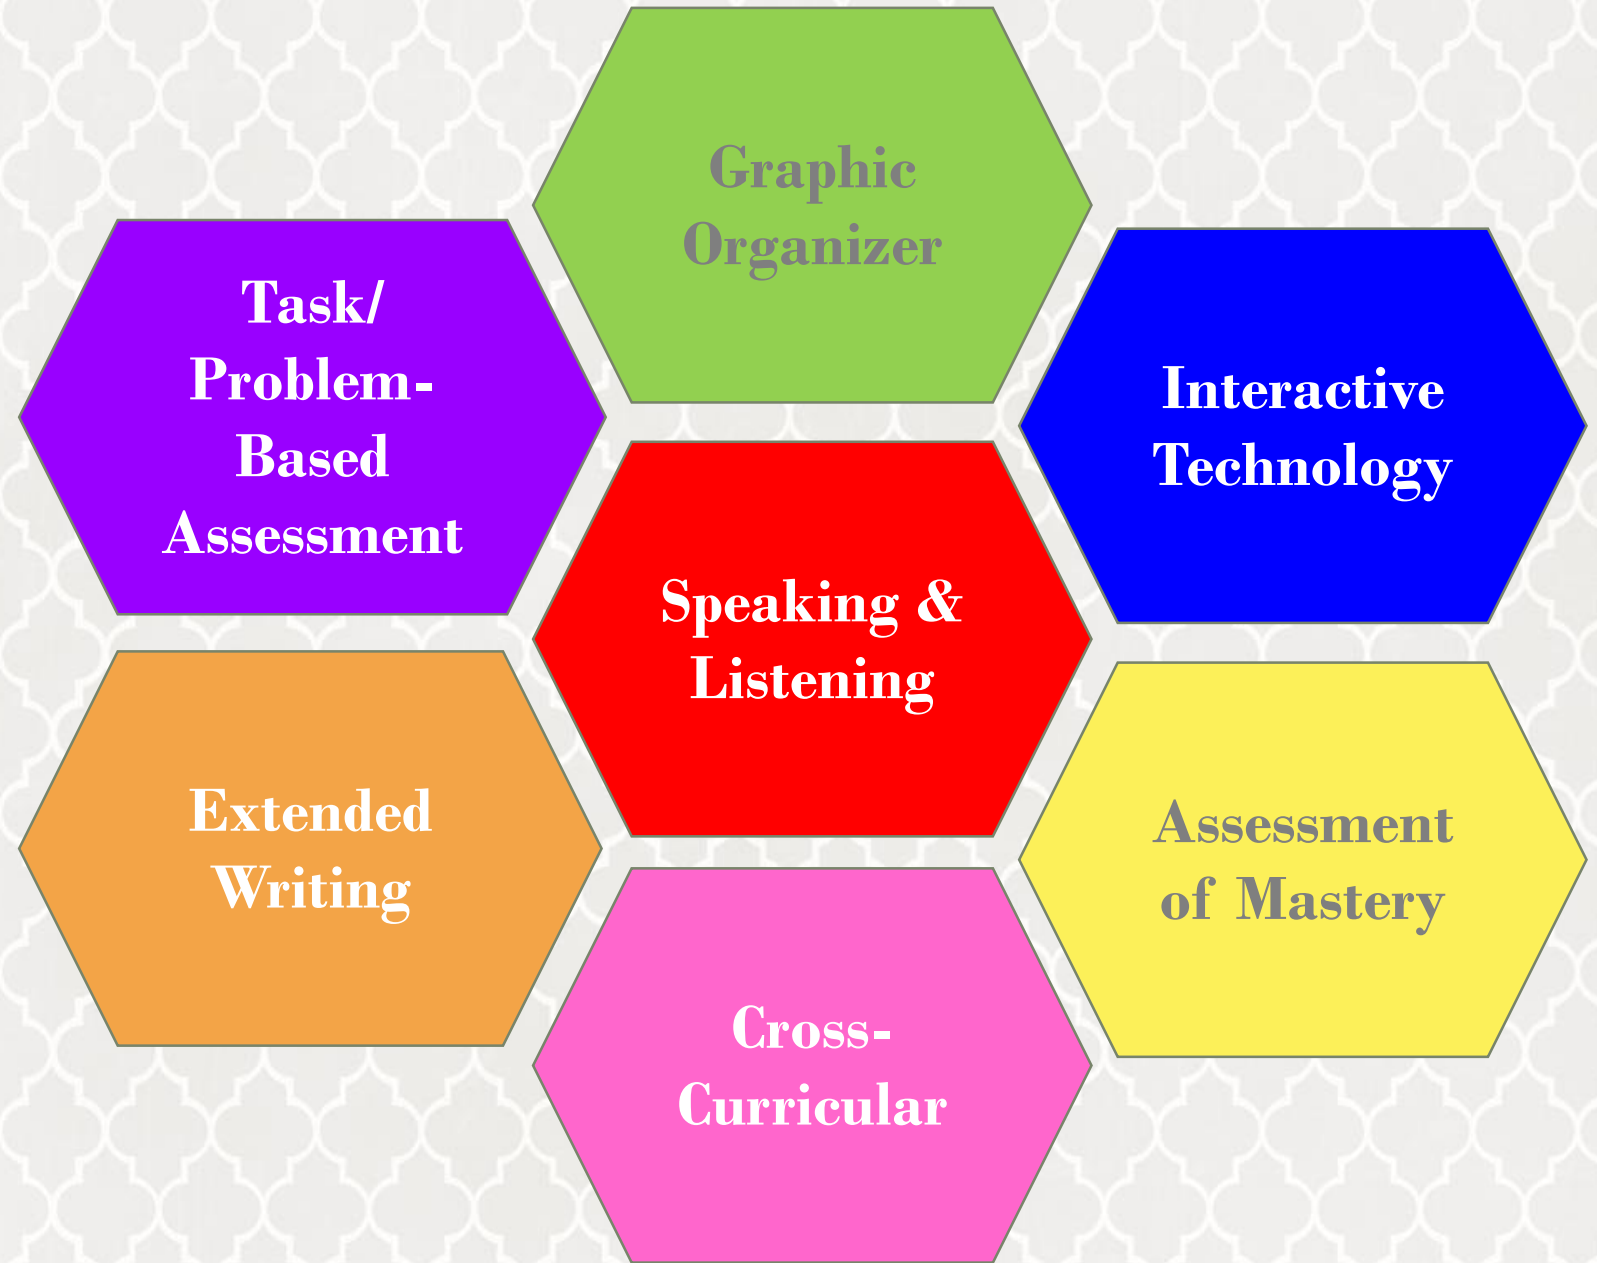 Graphic
Organizer
Task/
Problem-
Based
Assessment
Interactive
Technology
Speaking &
Listening
Extended
Writing
Assessment
of Mastery
Cross-
Curricular